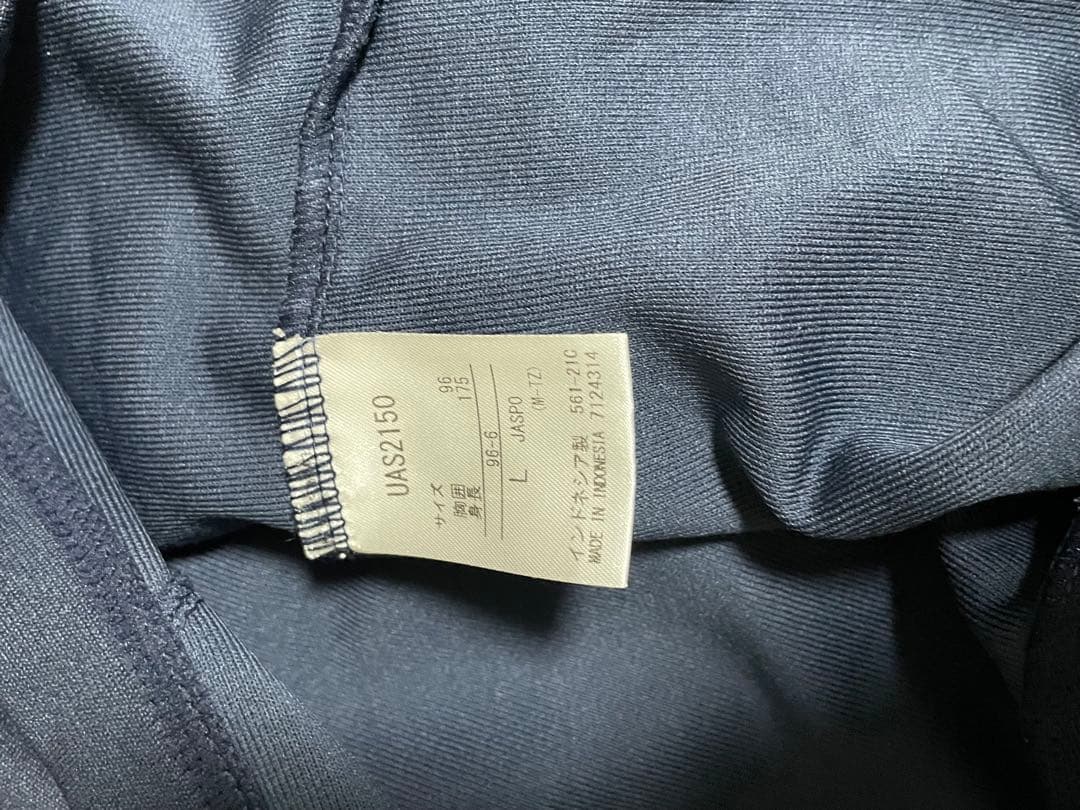 UAS2150
サイズ
胸囲 96
身長 175
96-6
L JASPO
(M-TZ)
インドネシア製 561-21C
MADE IN INDONESIA 7124314